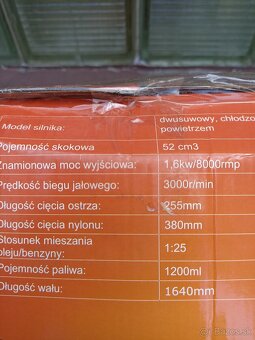 Model silnika: dwusuwowy, chłodzo
powietrzem
Pojemność skokowa 52 cm3
Znamionowa moc wyjściowa: 1,6kw/8000rmp
Prędkość biegu jałowego: 3000r/min
Długość cięcia ostrza: 255mm
Długość cięcia nylonu: 380mm
Stosunek mieszania
oleju/benzyny: 1:25
Pojemność paliwa: 1200ml
Długość wału: 1640mm